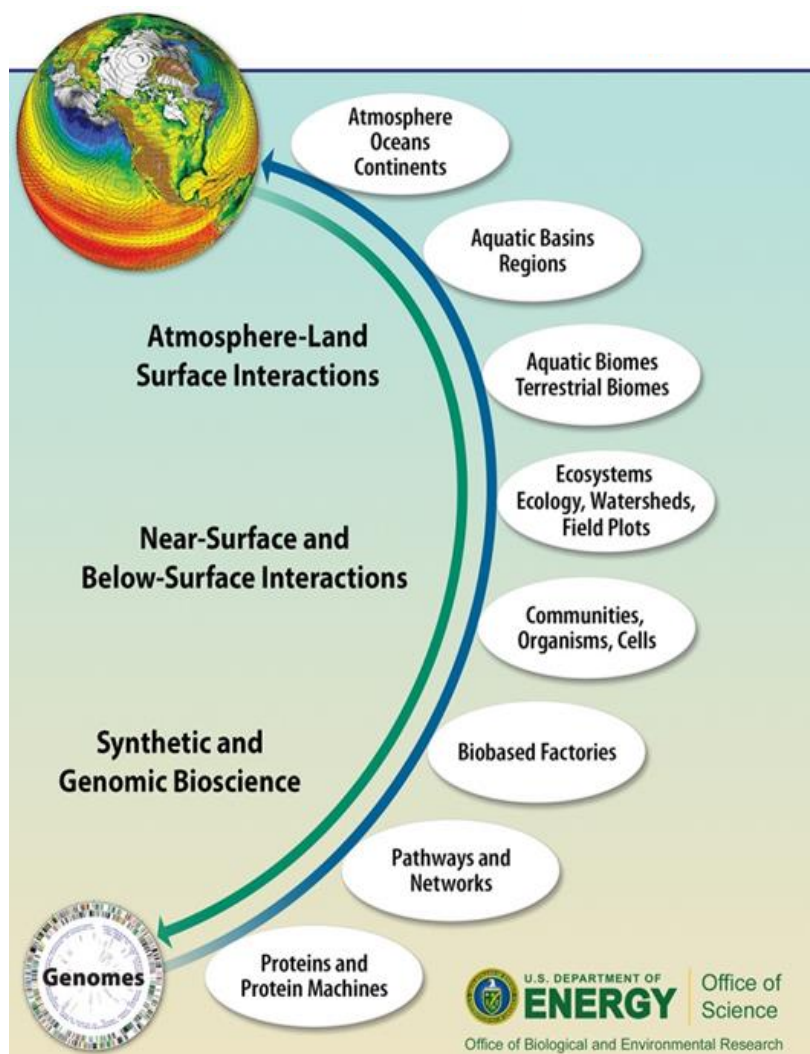 Atmosphere
Oceans
Continents
Aquatic Basins
Regions
Atmosphere-Land
Surface Interactions
Aquatic Biomes
Terrestrial Biomes
Ecosystems
Ecology, Watersheds,
Field Plots
Near-Surface and
Below-Surface Interactions
Communities,
Organisms, Cells
Synthetic and
Genomic Bioscience
Biobased Factories
Pathways and
Networks
Genomes
Proteins and
Protein Machines
U.S. DEPARTMENT OF
ENERGY
Office of
Science
Office of Biological and Environmental Research